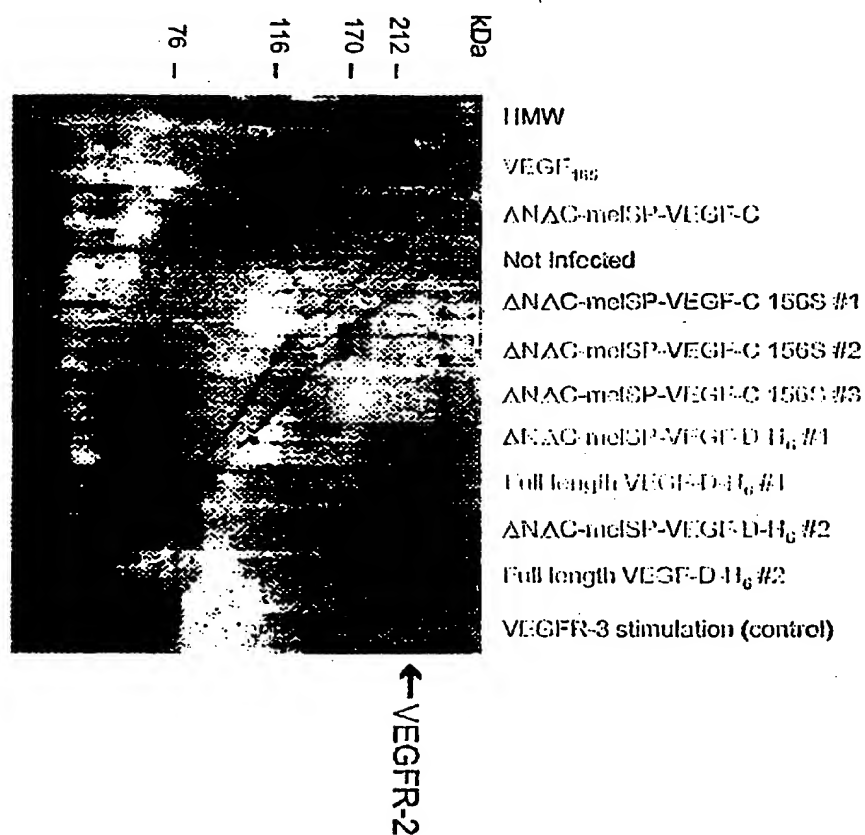 kDa
212
170
116
76
HMW
VEGF165
ΔNΔC-melSP-VEGF-C
Not Infected
ΔNΔC-melSP-VEGF-C 156S #1
ΔNΔC-melSP-VEGF-C 156S #2
ΔNΔC-melSP-VEGF-C 156S #3
ΔNΔC-melSP-VEGF-D-H6 #1
Full length VEGF-D-H6 #1
ΔNΔC-melSP-VEGF-D-H6 #2
Full length VEGF-D-H6 #2
VEGFR-3 stimulation (control)
←VEGFR-2